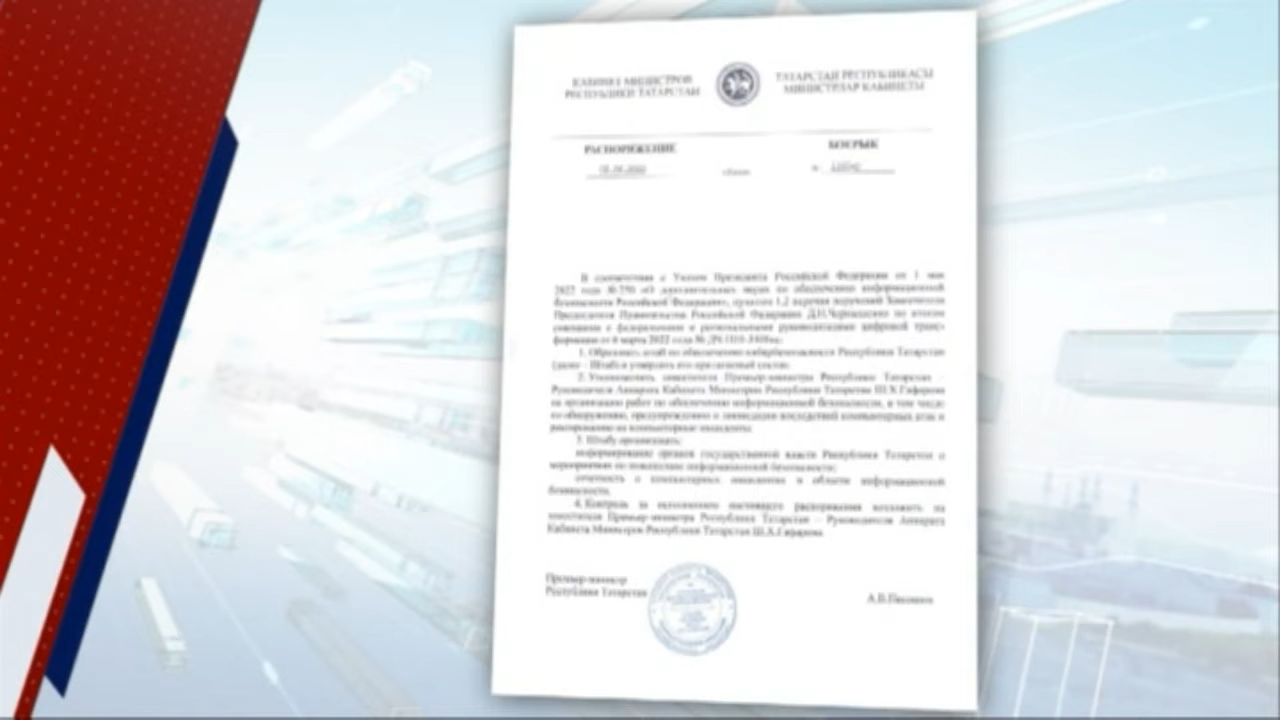 КАБИНЕТ МИНИСТРОВ
РЕСПУБЛИКИ ТАТАРСТАН
ТАТАРСТАН РЕСПУБЛИКАСЫ
МИНИСТРЛАР КАБИНЕТЫ
РАСПОРЯЖЕНИЕ
БОЕРЫК
№
В соответствии с Указом Президента Российской Федерации от 1 мая
2022 года № 250 «О дополнительных мерах по обеспечению информационной
безопасности Российской Федерации», пунктом 1.2 перечня поручений Заместителя
Председателя Правительства Российской Федерации Д.Н.Чернышенко по итогам
совещания с федеральными и региональными руководителями цифровой транс-
формации от 6 марта 2022 года №
1. Образовать штаб по обеспечению кибербезопасности Республики Татарстан
(далее – Штаб) и утвердить его прилагаемый состав.
2. Уполномочить заместителя Премьер-министра Республики Татарстан –
Руководителя Аппарата Кабинета Министров Республики Татарстан Ш.Х.Гафарова
на организацию работ по обеспечению информационной безопасности, в том числе
по обнаружению, предупреждению и ликвидации последствий компьютерных атак и
реагированию на компьютерные инциденты.
3. Штабу организовать:
информирование органов государственной власти Республики Татарстан о
мероприятиях по повышению информационной безопасности;
отчетность о компьютерных инцидентах в области информационной
безопасности.
4. Контроль за исполнением настоящего распоряжения возложить на
заместителя Премьер-министра Республики Татарстан – Руководителя Аппарата
Кабинета Министров Республики Татарстан Ш.Х.Гафарова.
Премьер-министр
Республики Татарстан
А.В.Песошин